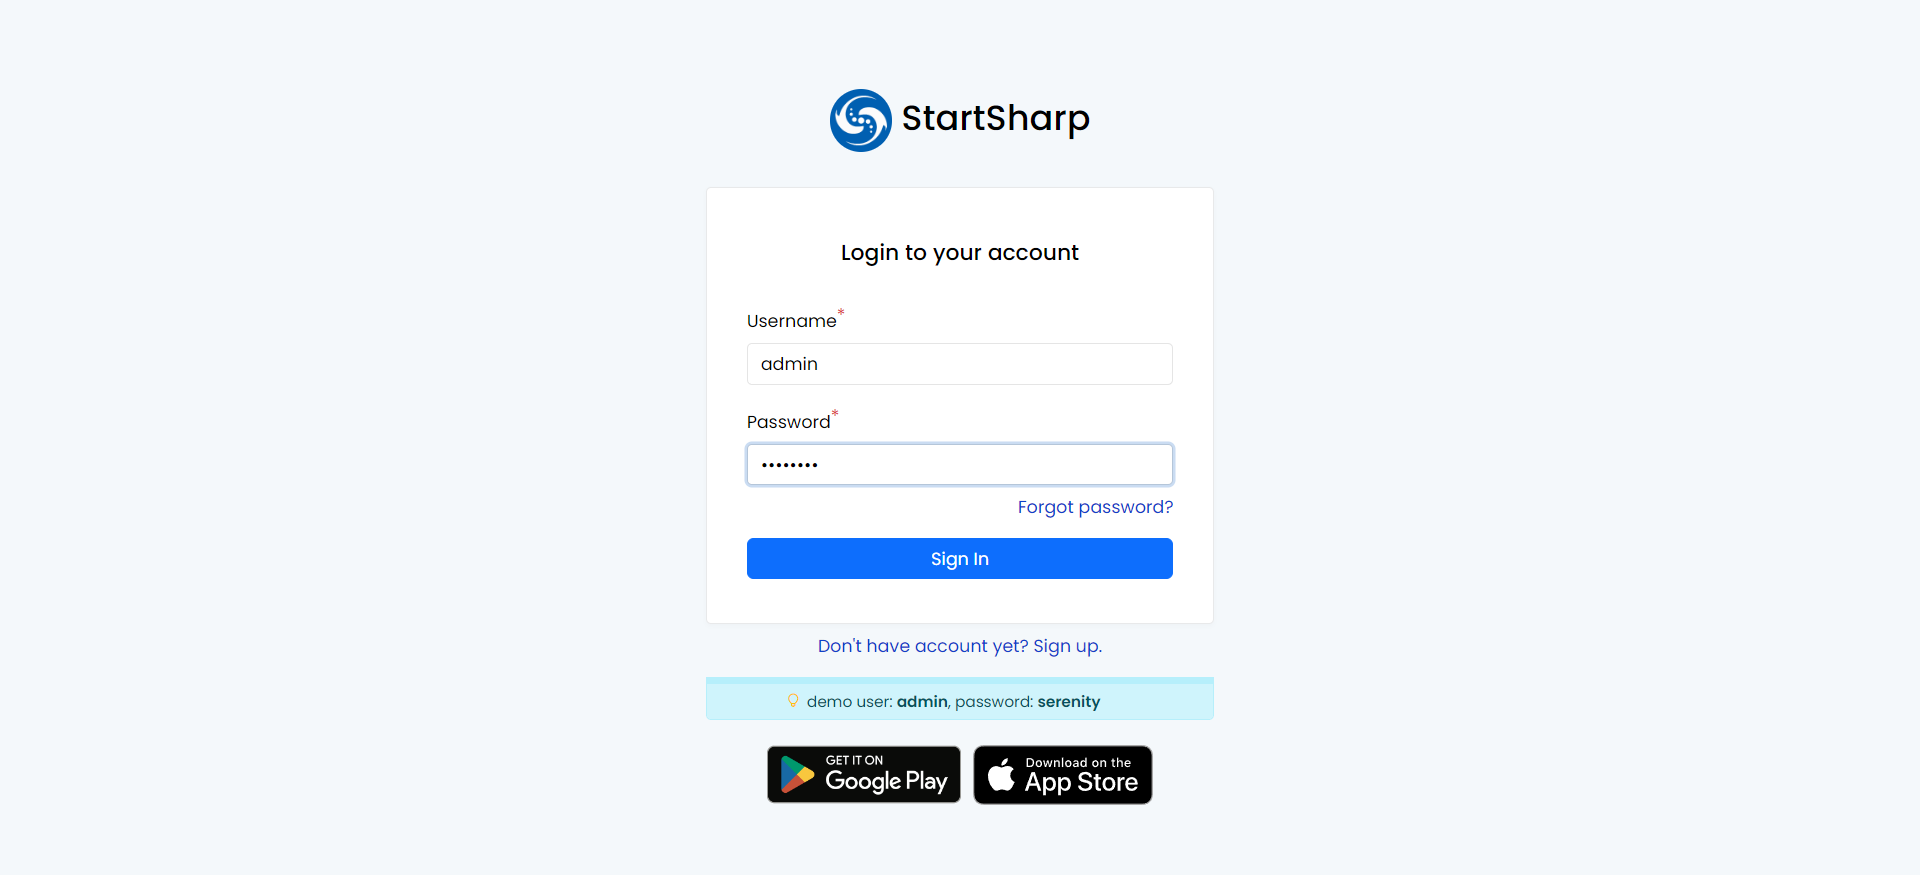 StartSharp
Login to your account
Username*
admin
Password*
••••••••
Forgot password?
Sign In
Don't have account yet? Sign up.
demo user: admin, password: serenity
GET IT ON
Google Play
Download on the
App Store